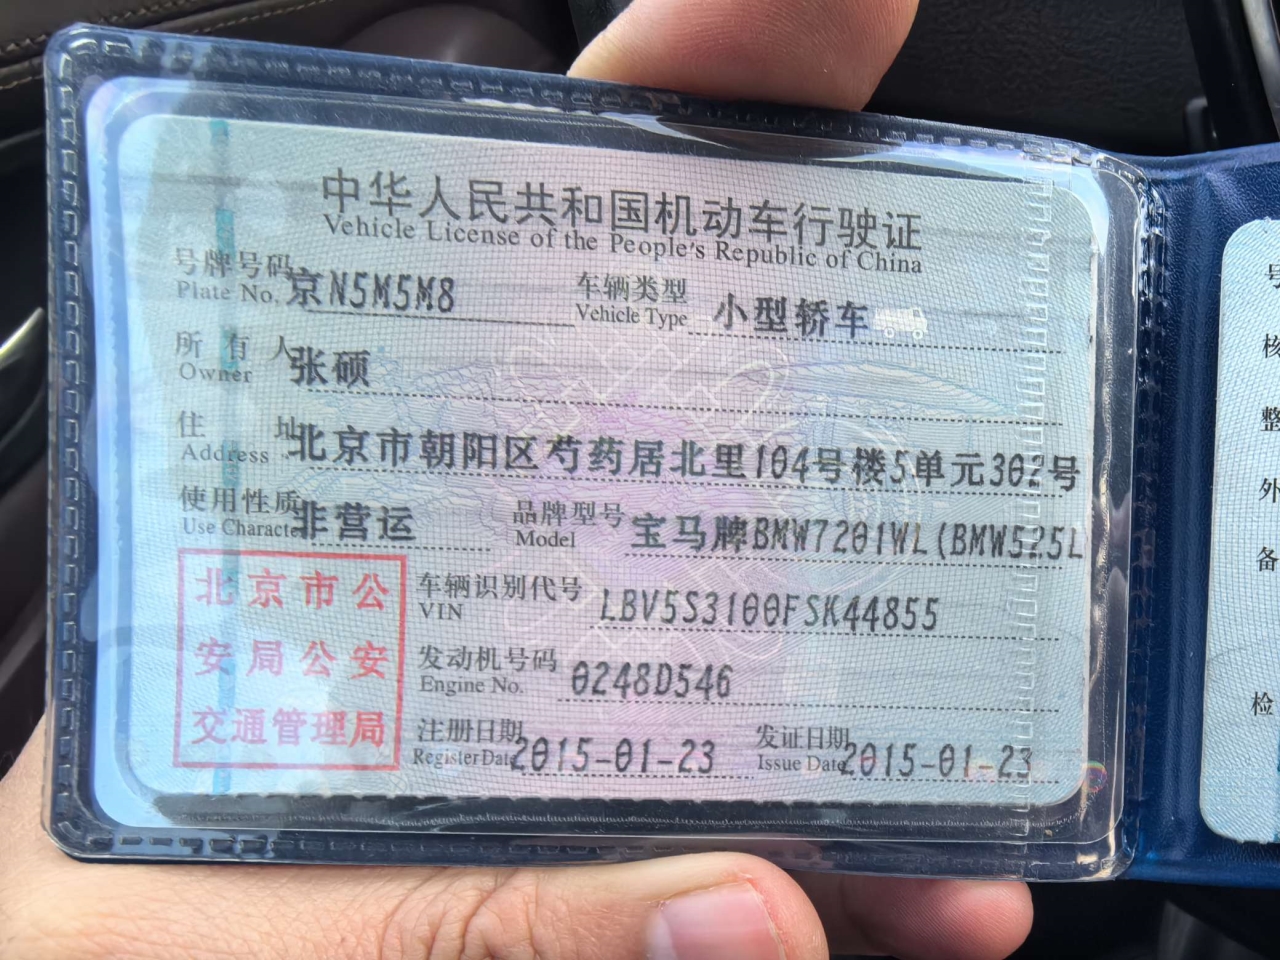 中华人民共和国机动车行驶证
Vehicle License of the People's Republic of China
号牌号码 京N5M5M8 车辆类型 小型轿车
Plate No. Vehicle Type
所有人 张硕
Owner
住址 北京市朝阳区芍药居北里104号楼5单元302号
Address
使用性质 非营运 品牌型号 宝马牌BMW7201WL(BMW525L
Use Characte Model
北京市公
安局公安
交通管理局
车辆识别代号 LBV5S3100FSK44855
VIN
发动机号码 0248D546
Engine No.
注册日期 2015-01-23 发证日期 2015-01-23
Register Date Issue Date
号
核
整
外
备
检